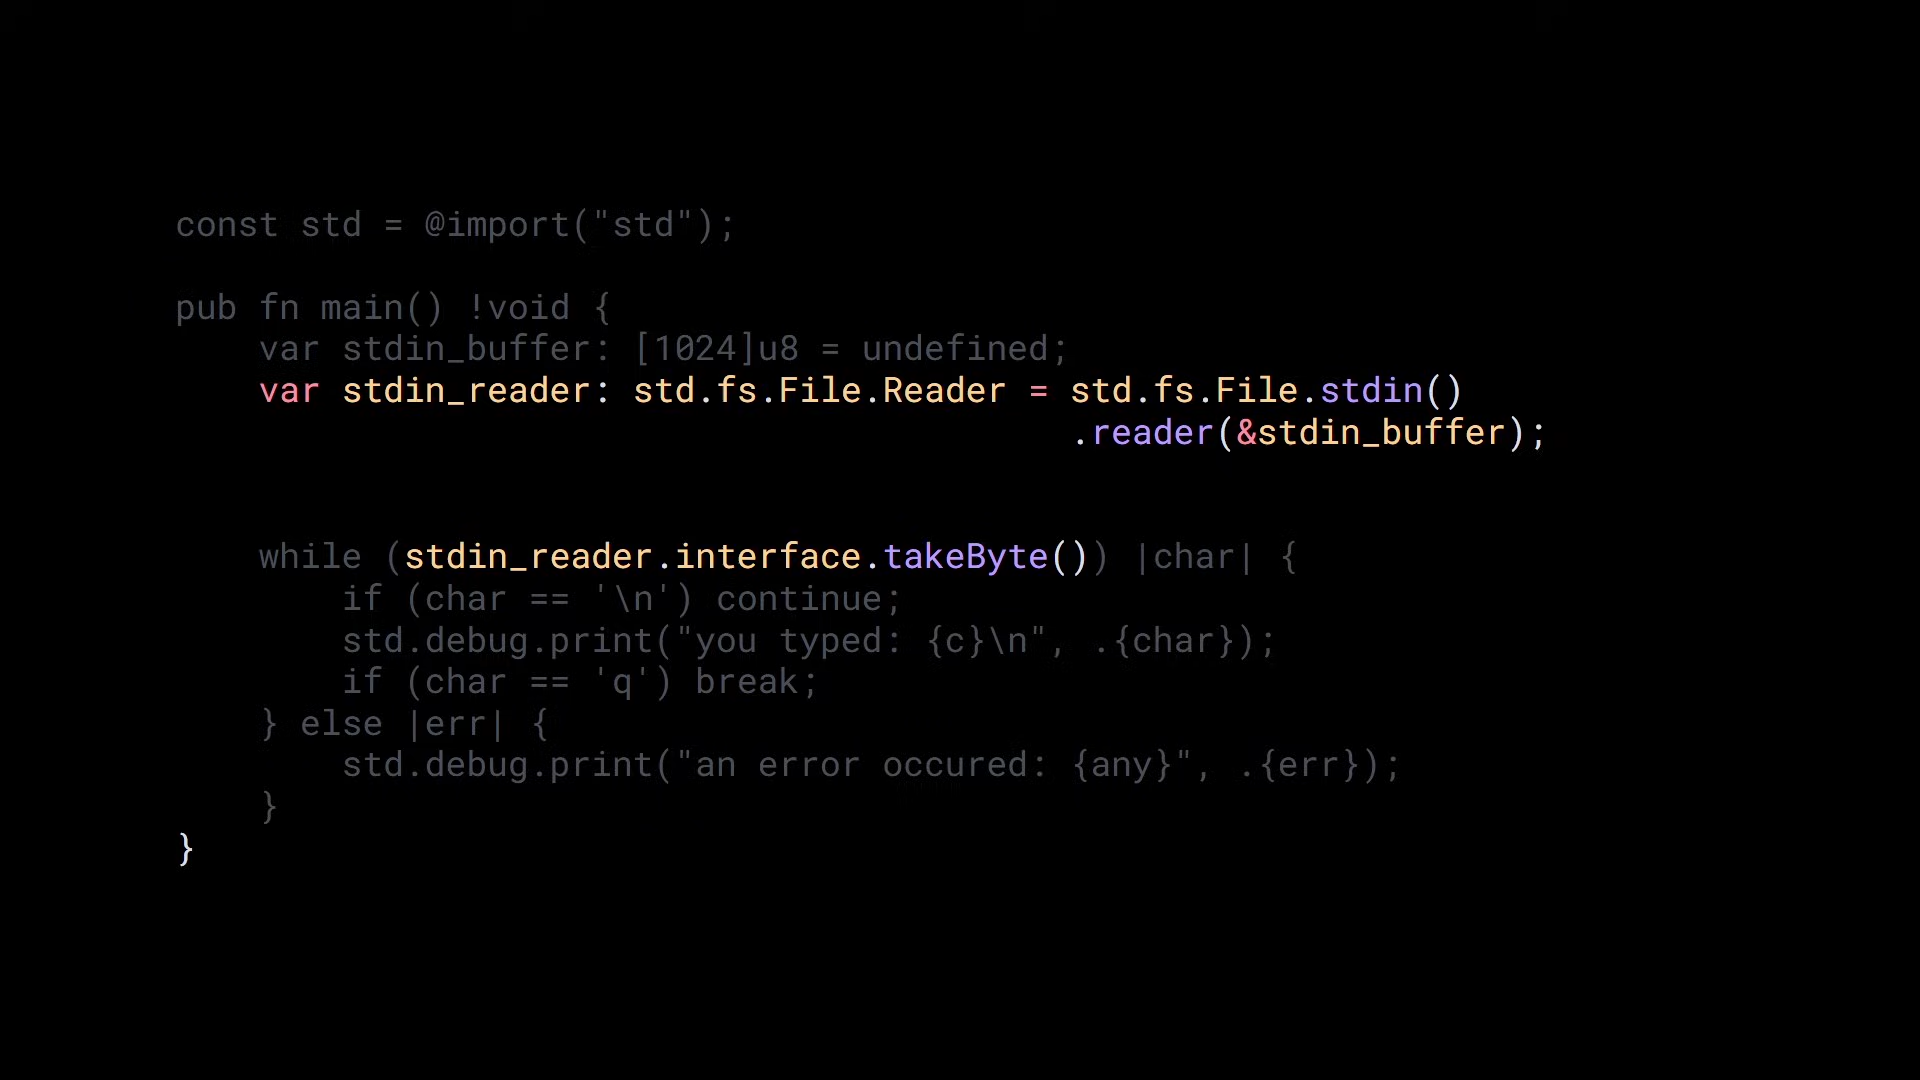 const std = @import("std");
pub fn main() !void {
    var stdin_buffer: [1024]u8 = undefined;
    var stdin_reader: std.fs.File.Reader = std.fs.File.stdin()
                                           .reader(&stdin_buffer);
    while (stdin_reader.interface.takeByte()) |char| {
        if (char == '\n') continue;
        std.debug.print("you typed: {c}\n", .{char});
        if (char == 'q') break;
    } else |err| {
        std.debug.print("an error occured: {any}", .{err});
    }
}